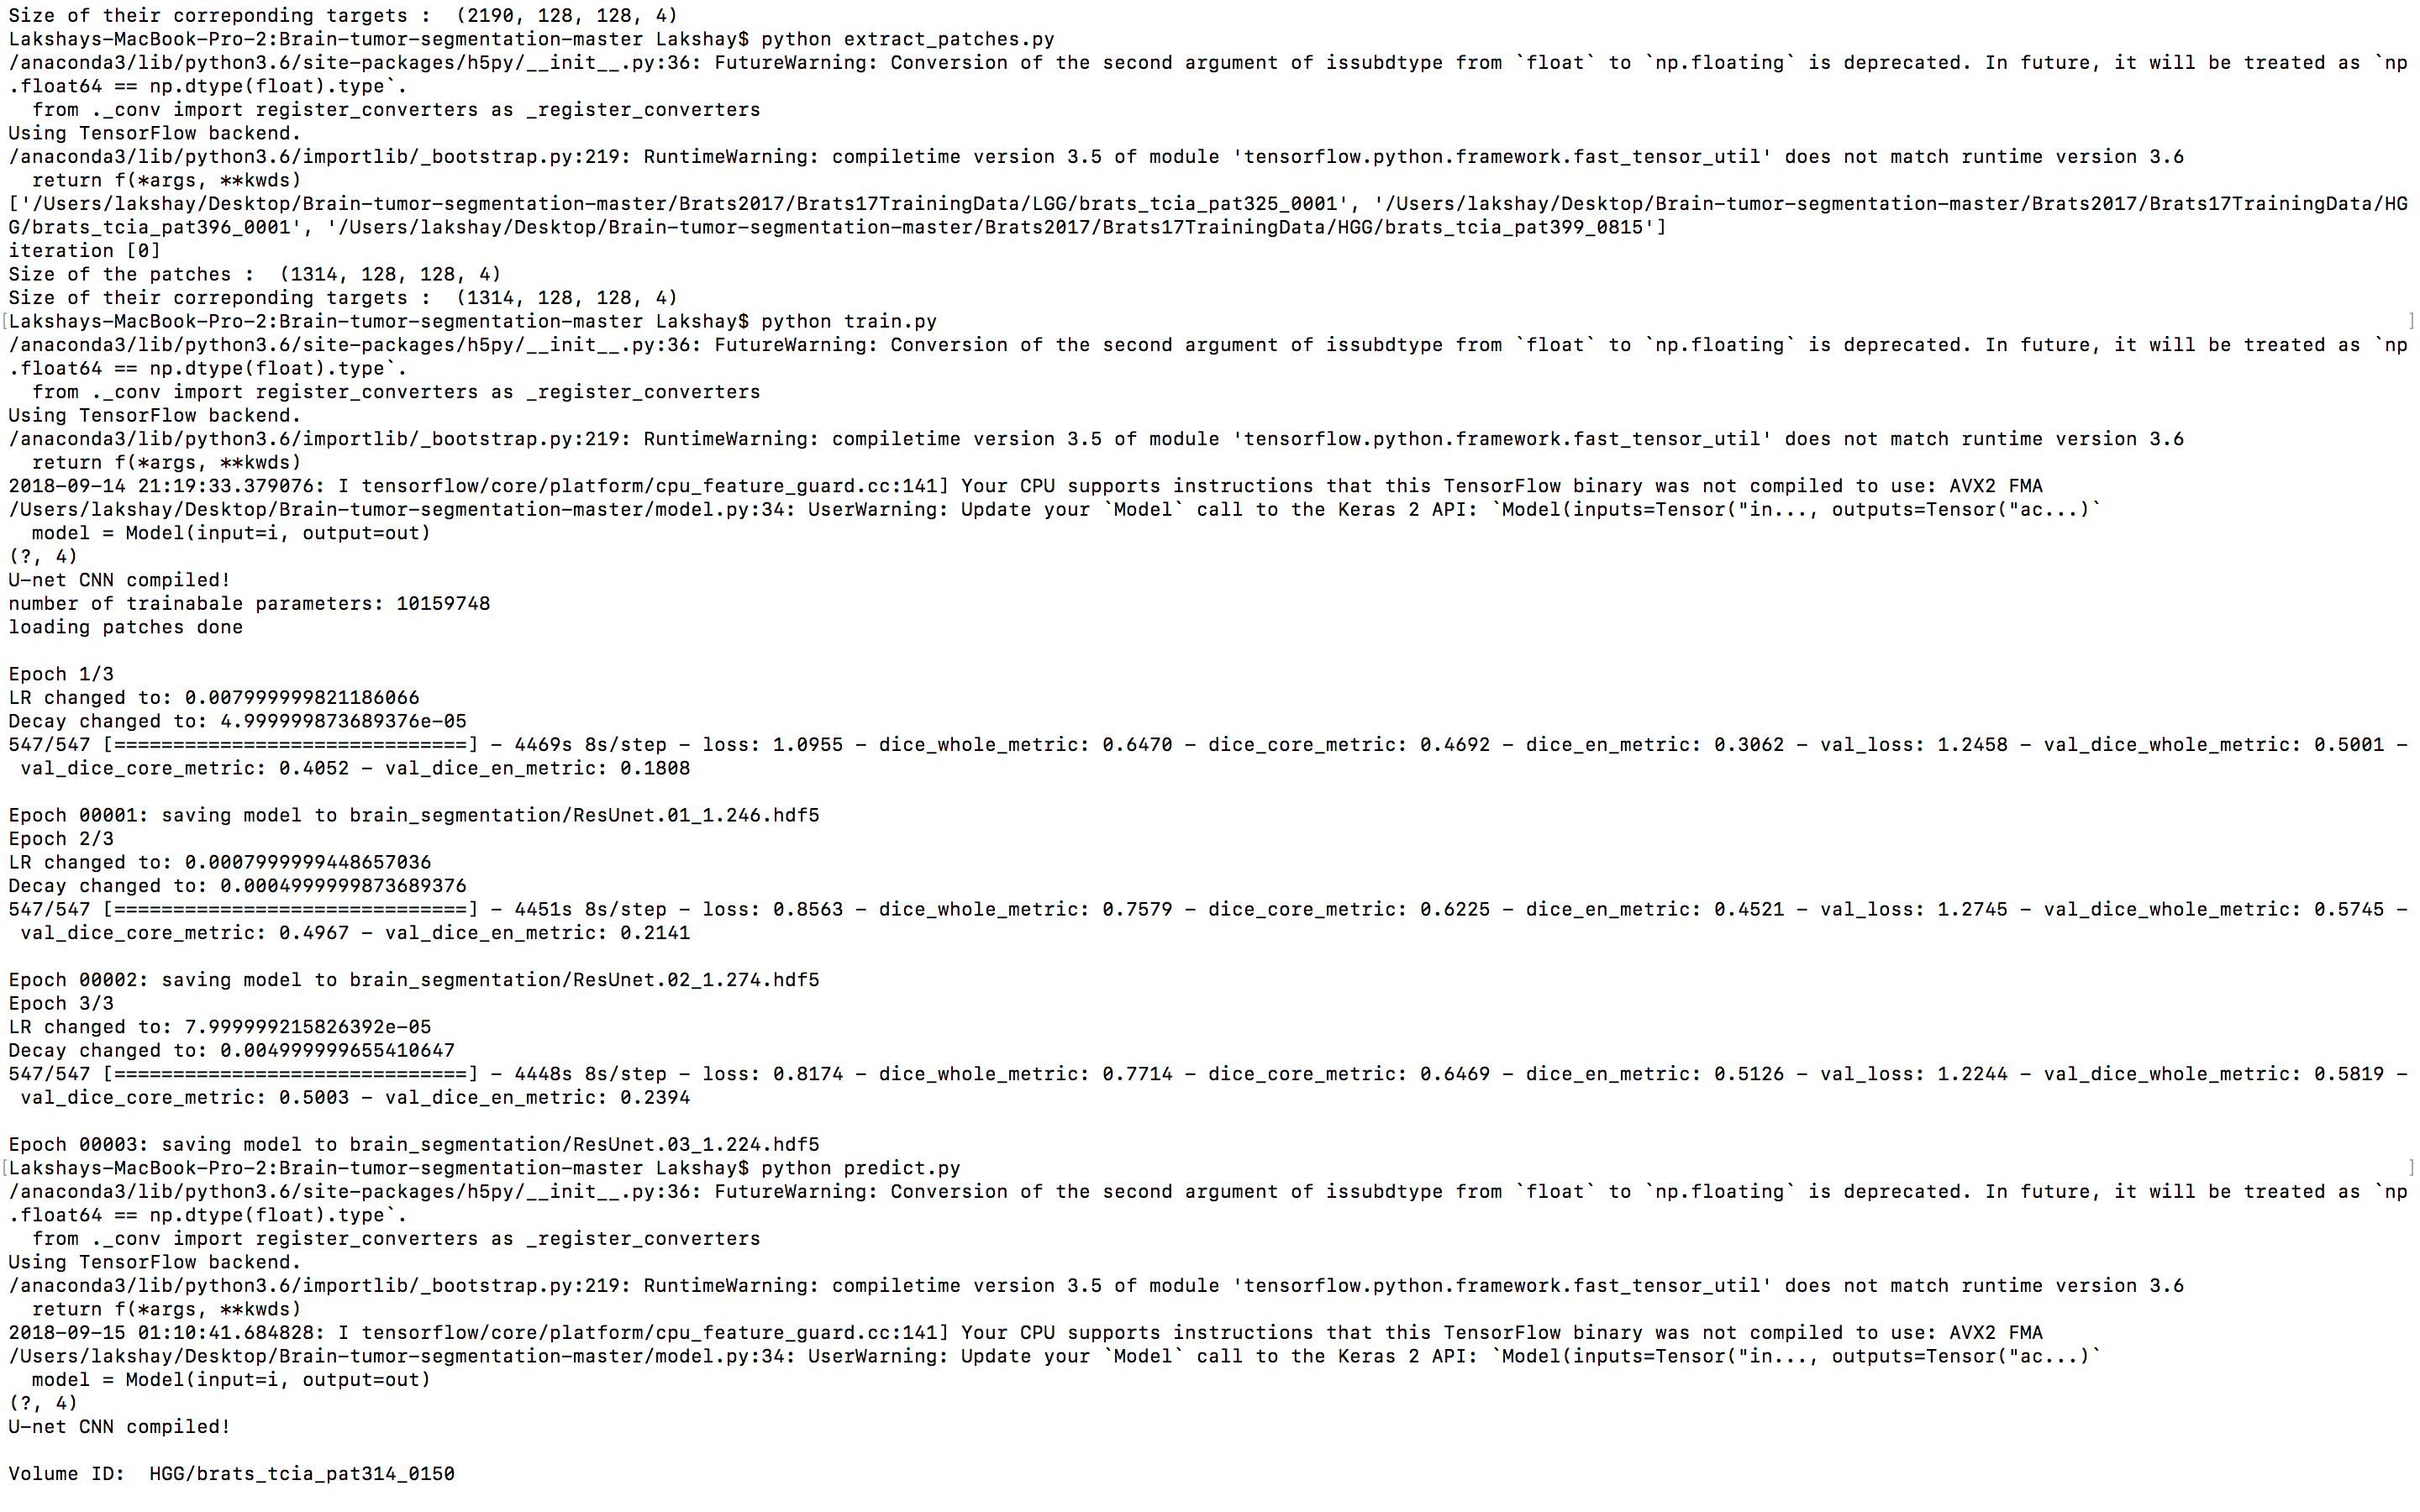 Size of their correponding targets :  (2190, 128, 128, 4)
Lakshays-MacBook-Pro-2:Brain-tumor-segmentation-master Lakshay$ python extract_patches.py
/anaconda3/lib/python3.6/site-packages/h5py/__init__.py:36: FutureWarning: Conversion of the second argument of issubdtype from `float` to `np.floating` is deprecated. In future, it will be treated as `np
.float64 == np.dtype(float).type`.
  from ._conv import register_converters as _register_converters
Using TensorFlow backend.
/anaconda3/lib/python3.6/importlib/_bootstrap.py:219: RuntimeWarning: compiletime version 3.5 of module 'tensorflow.python.framework.fast_tensor_util' does not match runtime version 3.6
  return f(*args, **kwds)
['/Users/lakshay/Desktop/Brain-tumor-segmentation-master/Brats2017/Brats17TrainingData/LGG/brats_tcia_pat325_0001', '/Users/lakshay/Desktop/Brain-tumor-segmentation-master/Brats2017/Brats17TrainingData/HG
G/brats_tcia_pat396_0001', '/Users/lakshay/Desktop/Brain-tumor-segmentation-master/Brats2017/Brats17TrainingData/HGG/brats_tcia_pat399_0815']
iteration [0]
Size of the patches :  (1314, 128, 128, 4)
Size of their correponding targets :  (1314, 128, 128, 4)
[Lakshays-MacBook-Pro-2:Brain-tumor-segmentation-master Lakshay$ python train.py ]
/anaconda3/lib/python3.6/site-packages/h5py/__init__.py:36: FutureWarning: Conversion of the second argument of issubdtype from `float` to `np.floating` is deprecated. In future, it will be treated as `np
.float64 == np.dtype(float).type`.
  from ._conv import register_converters as _register_converters
Using TensorFlow backend.
/anaconda3/lib/python3.6/importlib/_bootstrap.py:219: RuntimeWarning: compiletime version 3.5 of module 'tensorflow.python.framework.fast_tensor_util' does not match runtime version 3.6
  return f(*args, **kwds)
2018-09-14 21:19:33.379076: I tensorflow/core/platform/cpu_feature_guard.cc:141] Your CPU supports instructions that this TensorFlow binary was not compiled to use: AVX2 FMA
/Users/lakshay/Desktop/Brain-tumor-segmentation-master/model.py:34: UserWarning: Update your `Model` call to the Keras 2 API: `Model(inputs=Tensor("in..., outputs=Tensor("ac...)`
  model = Model(input=i, output=out)
(?, 4)
U-net CNN compiled!
number of trainabale parameters: 10159748
loading patches done

Epoch 1/3
LR changed to: 0.007999999821186066
Decay changed to: 4.999999873689376e-05
547/547 [==============================] - 4469s 8s/step - loss: 1.0955 - dice_whole_metric: 0.6470 - dice_core_metric: 0.4692 - dice_en_metric: 0.3062 - val_loss: 1.2458 - val_dice_whole_metric: 0.5001 -
 val_dice_core_metric: 0.4052 - val_dice_en_metric: 0.1808

Epoch 00001: saving model to brain_segmentation/ResUnet.01_1.246.hdf5
Epoch 2/3
LR changed to: 0.0007999999448657036
Decay changed to: 0.0004999999873689376
547/547 [==============================] - 4451s 8s/step - loss: 0.8563 - dice_whole_metric: 0.7579 - dice_core_metric: 0.6225 - dice_en_metric: 0.4521 - val_loss: 1.2745 - val_dice_whole_metric: 0.5745 -
 val_dice_core_metric: 0.4967 - val_dice_en_metric: 0.2141

Epoch 00002: saving model to brain_segmentation/ResUnet.02_1.274.hdf5
Epoch 3/3
LR changed to: 7.999999215826392e-05
Decay changed to: 0.004999999655410647
547/547 [==============================] - 4448s 8s/step - loss: 0.8174 - dice_whole_metric: 0.7714 - dice_core_metric: 0.6469 - dice_en_metric: 0.5126 - val_loss: 1.2244 - val_dice_whole_metric: 0.5819 -
 val_dice_core_metric: 0.5003 - val_dice_en_metric: 0.2394

Epoch 00003: saving model to brain_segmentation/ResUnet.03_1.224.hdf5
[Lakshays-MacBook-Pro-2:Brain-tumor-segmentation-master Lakshay$ python predict.py ]
/anaconda3/lib/python3.6/site-packages/h5py/__init__.py:36: FutureWarning: Conversion of the second argument of issubdtype from `float` to `np.floating` is deprecated. In future, it will be treated as `np
.float64 == np.dtype(float).type`.
  from ._conv import register_converters as _register_converters
Using TensorFlow backend.
/anaconda3/lib/python3.6/importlib/_bootstrap.py:219: RuntimeWarning: compiletime version 3.5 of module 'tensorflow.python.framework.fast_tensor_util' does not match runtime version 3.6
  return f(*args, **kwds)
2018-09-15 01:10:41.684828: I tensorflow/core/platform/cpu_feature_guard.cc:141] Your CPU supports instructions that this TensorFlow binary was not compiled to use: AVX2 FMA
/Users/lakshay/Desktop/Brain-tumor-segmentation-master/model.py:34: UserWarning: Update your `Model` call to the Keras 2 API: `Model(inputs=Tensor("in..., outputs=Tensor("ac...)`
  model = Model(input=i, output=out)
(?, 4)
U-net CNN compiled!

Volume ID:  HGG/brats_tcia_pat314_0150